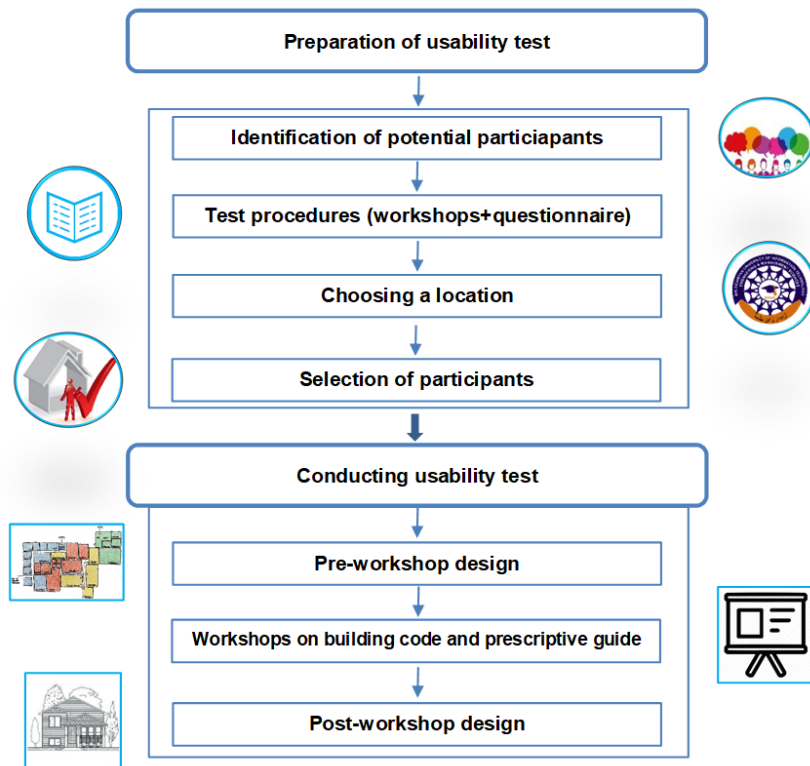 Preparation of usability test
Identification of potential particiapants
Test procedures (workshops+questionnaire)
Choosing a location
Selection of participants
Conducting usability test
Pre-workshop design
Workshops on building code and prescriptive guide
Post-workshop design